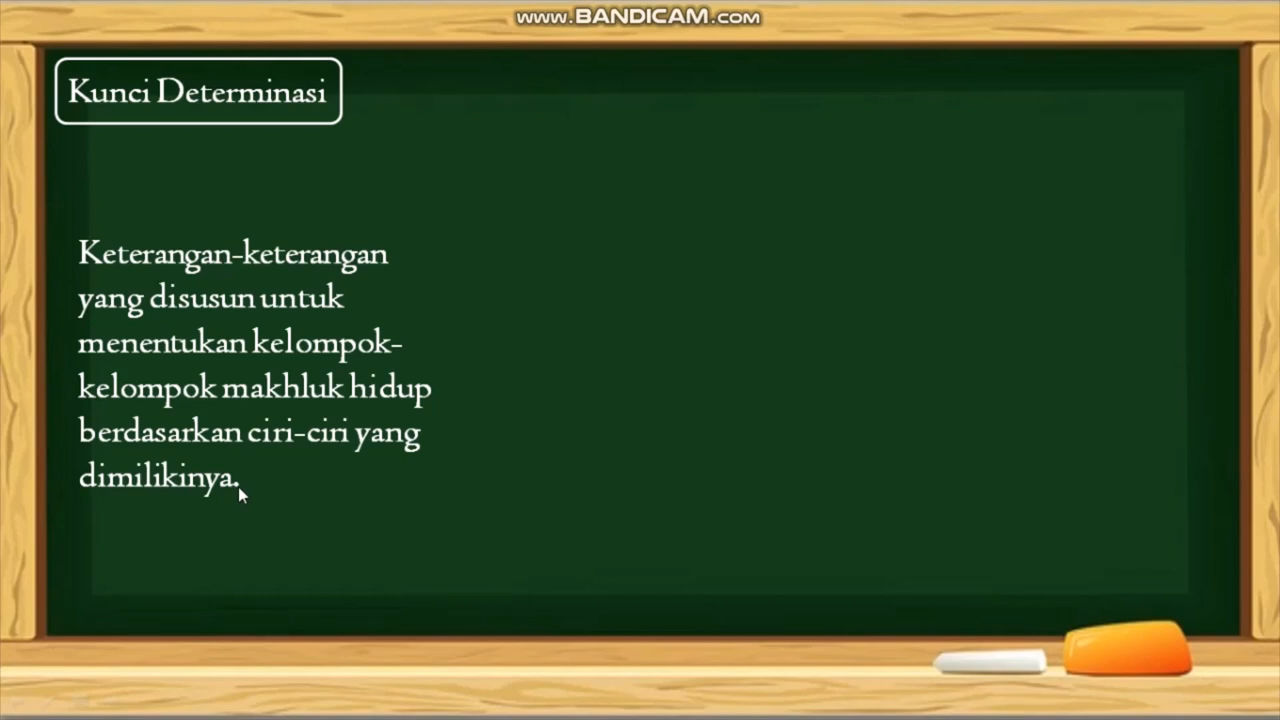 www.BANDICAM.com
Kunci Determinasi
Keterangan-keterangan
yang disusun untuk
menentukan kelompok-
kelompok makhluk hidup
berdasarkan ciri-ciri yang
dimilikinya.